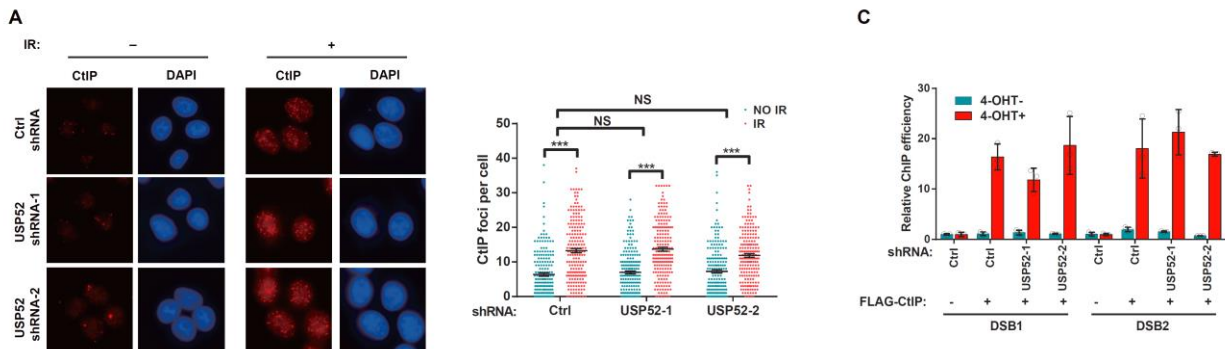 A
IR:
–
+
CtIP
DAPI
CtIP
DAPI
Ctrl
shRNA
USP52
shRNA-1
USP52
shRNA-2
NS
NS
NO IR
IR
***
***
***
CtIP foci per cell
50
40
30
20
10
0
shRNA:
Ctrl
USP52-1
USP52-2
C
4-OHT-
4-OHT+
Relative ChIP efficiency
30
20
10
0
shRNA:
Ctrl
Ctrl
USP52-1
USP52-2
Ctrl
Ctrl
USP52-1
USP52-2
FLAG-CtIP:
-
+
+
+
-
+
+
+
DSB1
DSB2